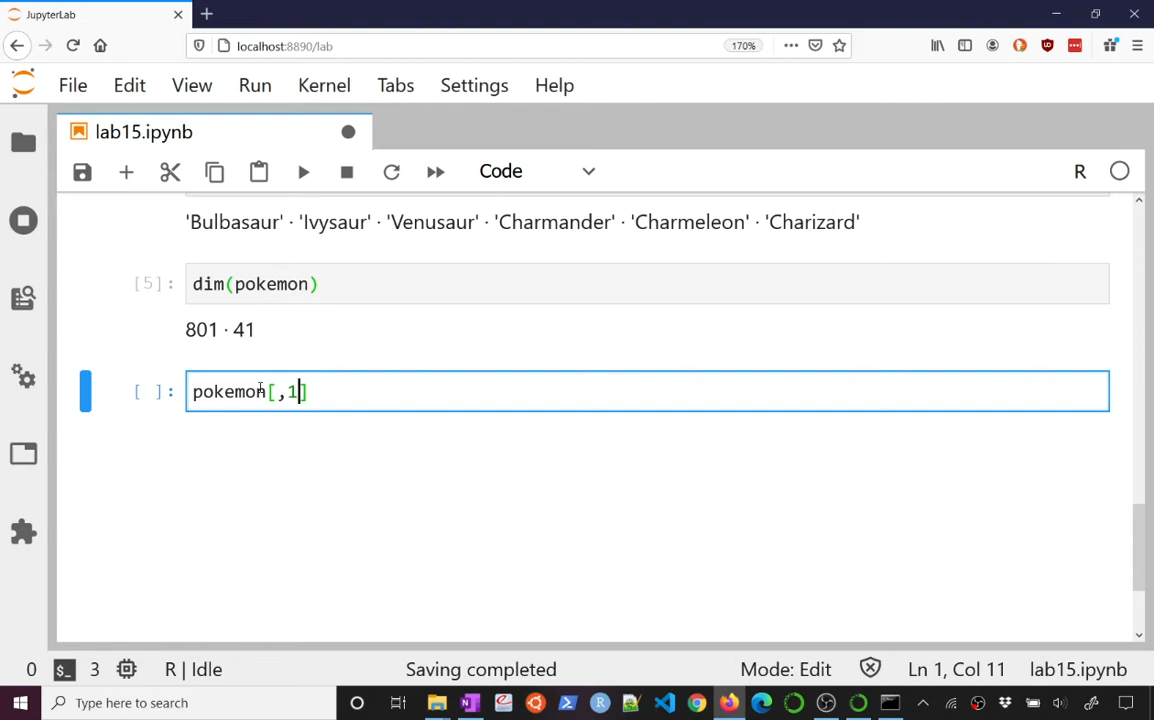 JupyterLab
localhost:8890/lab
170%
File Edit View Run Kernel Tabs Settings Help
lab15.ipynb
Code
R
'Bulbasaur' · 'Ivysaur' · 'Venusaur' · 'Charmander' · 'Charmeleon' · 'Charizard'
[5]: dim(pokemon)
801 · 41
[ ]: pokemon[,1]
0 $_ 3 R | Idle Saving completed Mode: Edit Ln 1, Col 11 lab15.ipynb
Type here to search